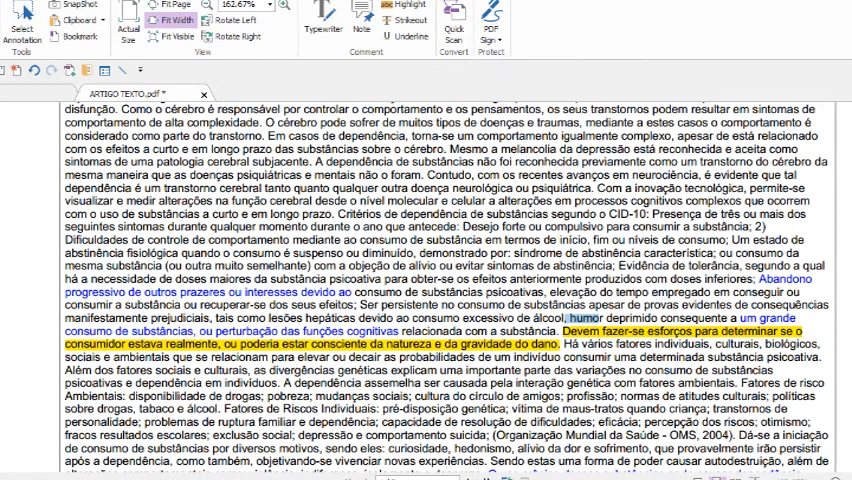 SnapShot
Clipboard
Bookmark
Select
Annotation
Tools
Actual
Size
Fit Page
Fit Width
Fit Visible
162.67%
Rotate Left
Rotate Right
View
Typewriter
Note
Highlight
Strikeout
Underline
Comment
Quick
Scan
Convert
PDF
Sign
Protect
ARTIGO TEXTO.pdf *
disfunção. Como o cérebro é responsável por controlar o comportamento e os pensamentos, os seus transtornos podem resultar em sintomas de
comportamento de alta complexidade. O cérebro pode sofrer de muitos tipos de doenças e traumas, mediante a estes casos o comportamento é
considerado como parte do transtorno. Em casos de dependência, torna-se um comportamento igualmente complexo, apesar de está relacionado
com os efeitos a curto e em longo prazo das substâncias sobre o cérebro. Mesmo a melancolia da depressão está reconhecida e aceita como
sintomas de uma patologia cerebral subjacente. A dependência de substâncias não foi reconhecida previamente como um transtorno do cérebro da
mesma maneira que as doenças psiquiátricas e mentais não o foram. Contudo, com os recentes avanços em neurociência, é evidente que tal
dependência é um transtorno cerebral tanto quanto qualquer outra doença neurológica ou psiquiátrica. Com a inovação tecnológica, permite-se
visualizar e medir alterações na função cerebral desde o nível molecular e celular a alterações em processos cognitivos complexos que ocorrem
com o uso de substâncias a curto e em longo prazo. Critérios de dependência de substâncias segundo o CID-10: Presença de três ou mais dos
seguintes sintomas durante qualquer momento durante o ano que antecede: Desejo forte ou compulsivo para consumir a substância; 2)
Dificuldades de controle de comportamento mediante ao consumo de substância em termos de início, fim ou níveis de consumo; Um estado de
abstinência fisiológica quando o consumo é suspenso ou diminuído, demonstrado por: síndrome de abstinência característica; ou consumo da
mesma substância (ou outra muito semelhante) com a objeção de alívio ou evitar sintomas de abstinência; Evidência de tolerância, segundo a qual
há a necessidade de doses maiores da substância psicoativa para obter-se os efeitos anteriormente produzidos com doses inferiores; Abandono
progressivo de outros prazeres ou interesses devido ao consumo de substâncias psicoativas, elevação do tempo empregado em conseguir ou
consumir a substância ou recuperar-se dos seus efeitos; Ser persistente no consumo de substâncias apesar de provas evidentes de consequências
manifestamente prejudiciais, tais como lesões hepáticas devido ao consumo excessivo de álcool, humor deprimido consequente a um grande
consumo de substâncias, ou perturbação das funções cognitivas relacionada com a substância. Devem fazer-se esforços para determinar se o
consumidor estava realmente, ou poderia estar consciente da natureza e da gravidade do dano. Há vários fatores individuais, culturais, biológicos,
sociais e ambientais que se relacionam para elevar ou decair as probabilidades de um indivíduo consumir uma determinada substância psicoativa.
Além dos fatores sociais e culturais, as divergências genéticas explicam uma importante parte das variações no consumo de substâncias
psicoativas e dependência em indivíduos. A dependência assemelha ser causada pela interação genética com fatores ambientais. Fatores de risco
Ambientais: disponibilidade de drogas; pobreza; mudanças sociais; cultura do círculo de amigos; profissão; normas de atitudes culturais; políticas
sobre drogas, tabaco e álcool. Fatores de Riscos Individuais: pré-disposição genética; vítima de maus-tratos quando criança; transtornos de
personalidade; problemas de ruptura familiar e dependência; capacidade de resolução de dificuldades; eficácia; percepção dos riscos; otimismo;
fracos resultados escolares; exclusão social; depressão e comportamento suicida; (Organização Mundial da Saúde - OMS, 2004). Dá-se a iniciação
de consumo de substâncias por diversos motivos, sendo eles: curiosidade, hedonismo, alívio da dor e sofrimento, que provavelmente irão persistir
após a dependência, como também, objetivando-se vivenciar novas experiências. Sendo estas uma forma de poder causar autodestruição, além de